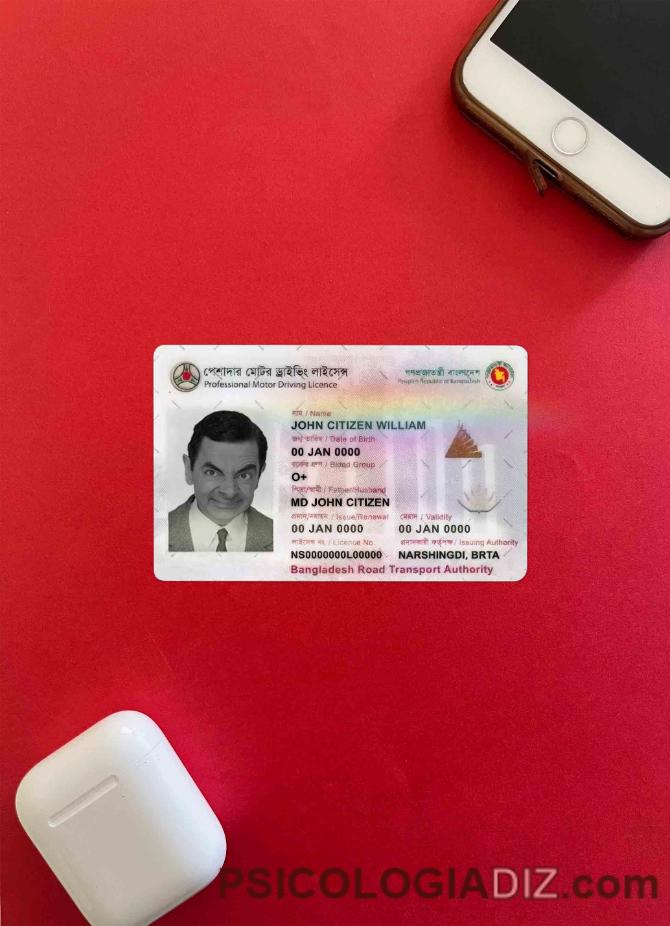 পেশাদার মোটর ড্রাইভিং লাইসেন্স
Professional Motor Driving Licence
গণপ্রজাতন্ত্রী বাংলাদেশ
People's Republic of Bangladesh
নাম / Name
JOHN CITIZEN WILLIAM
জন্ম তারিখ / Date of Birth
00 JAN 0000
রক্তের গ্রুপ / Blood Group
O+
পিতা/স্বামী / Father/Husband
MD JOHN CITIZEN
প্রদান/নবায়ন / Issue/Renewal মেয়াদ / Validity
00 JAN 0000 00 JAN 0000
লাইসেন্স নং / Licence No. প্রদানকারী কর্তৃপক্ষ / Issuing Authority
NS0000000L00000 NARSHINGDI, BRTA
Bangladesh Road Transport Authority
PSICOLOGIADIZ.com